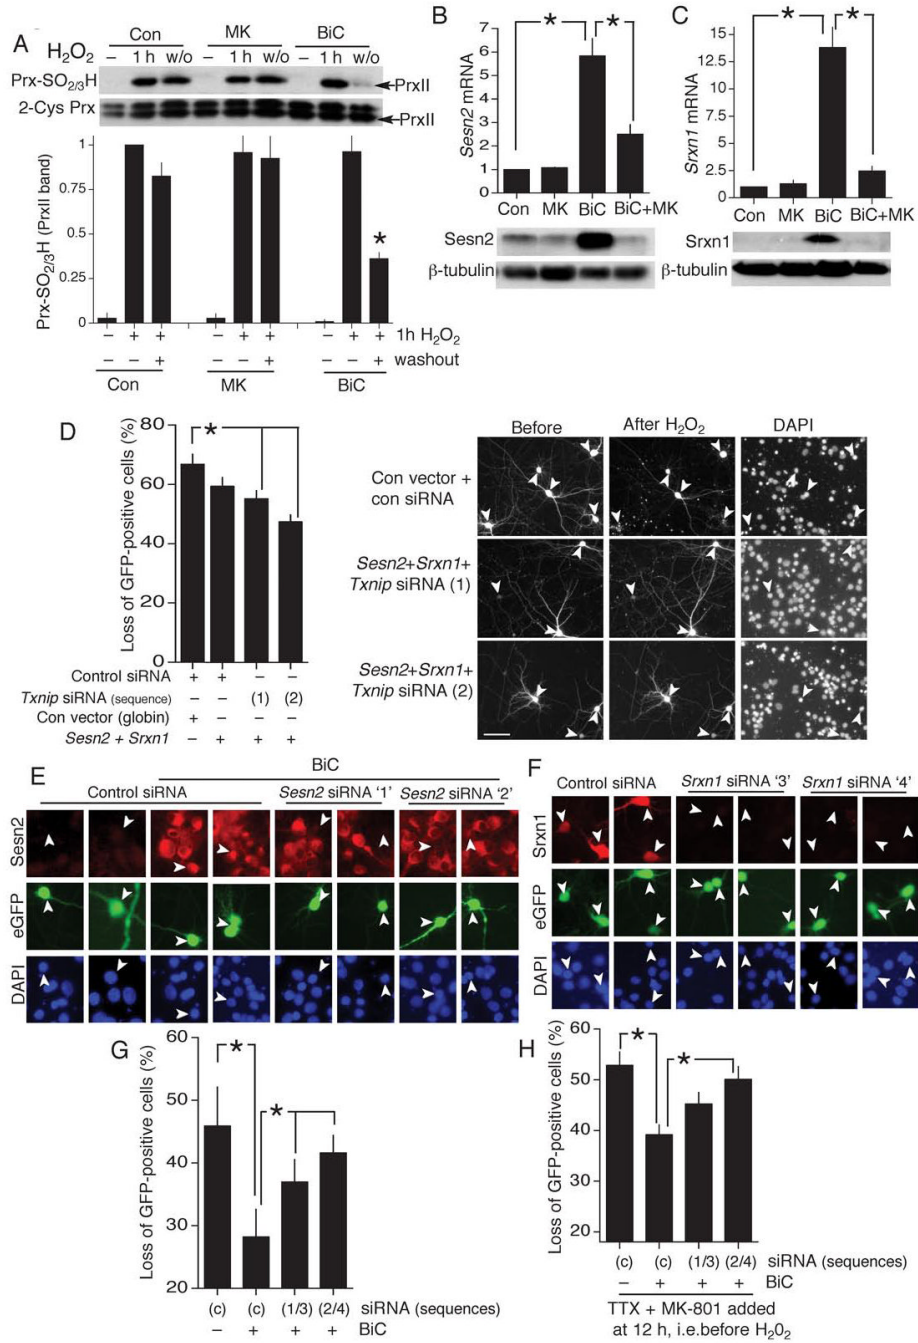 A
Con MK BiC
H2O2
– 1 h w/o – 1 h w/o – 1 h w/o
Prx-SO2/3H
PrxII
2-Cys Prx
PrxII
Prx-SO2/3H (PrxII band)
1
0.75
0.5
0.25
0
*
– + + – + + – + + 1h H2O2
– – + – – + – – + washout
Con MK BiC
B
Sesn2 mRNA
7
6
5
4
3
2
1
0
* *
Con MK BiC BiC+MK
Sesn2
β-tubulin
C
Srxn1 mRNA
15
12.5
10
7.5
5
2.5
0
* *
Con MK BiC BiC+MK
Srxn1
β-tubulin
D
Loss of GFP-positive cells (%)
80
60
40
60
0
*
Control siRNA + + – –
Txnip siRNA (sequence) – – (1) (2)
Con vector (globin) + – – –
Sesn2 + Srxn1 – + + +
Before After H2O2 DAPI
Con vector +
con siRNA
Sesn2+Srxn1+
Txnip siRNA (1)
Sesn2+Srxn1+
Txnip siRNA (2)
E
BiC
Control siRNA Sesn2 siRNA '1' Sesn2 siRNA '2'
Sesn2
eGFP
DAPI
F
Control siRNA Srxn1 siRNA '3' Srxn1 siRNA '4'
Srxn1
eGFP
DAPI
G
Loss of GFP-positive cells (%)
60
50
40
30
20
* *
(c) (c) (1/3) (2/4) siRNA (sequences)
– + + + BiC
H
Loss of GFP-positive cells (%)
60
50
40
30
20
* *
(c) (c) (1/3) (2/4) siRNA (sequences)
– + + + BiC
TTX + MK-801 added
at 12 h, i.e.before H2O2